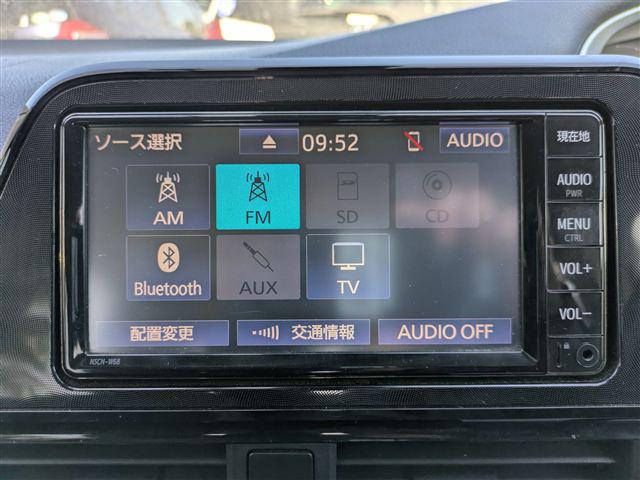 ソース選択 09:52 AUDIO
AM FM SD CD
Bluetooth AUX TV
配置変更 交通情報 AUDIO OFF
現在地
AUDIO
PWR
MENU
CTRL
VOL+
VOL-
NSCN-W68